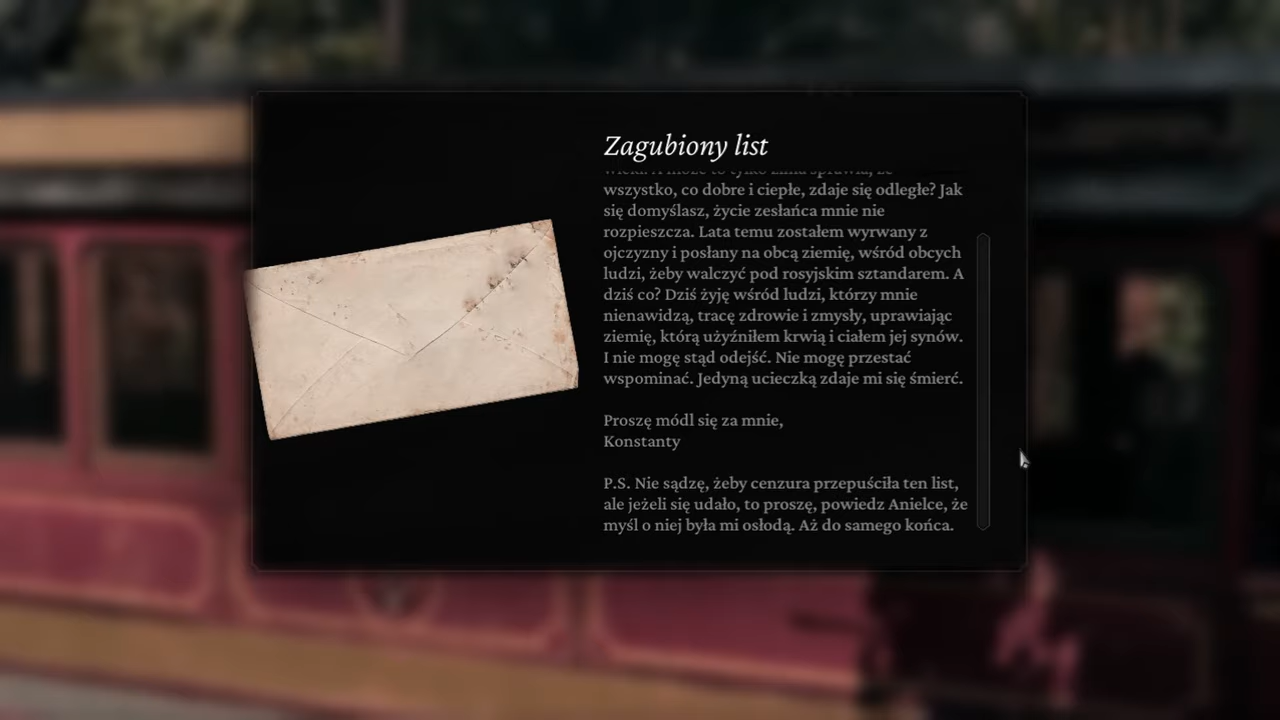 Zagubiony list
wszystko, co dobre i ciepłe, zdaje się odległe? Jak
się domyślasz, życie zesłańca mnie nie
rozpieszcza. Lata temu zostałem wyrwany z
ojczyzny i posłany na obcą ziemię, wśród obcych
ludzi, żeby walczyć pod rosyjskim sztandarem. A
dziś co? Dziś żyję wśród ludzi, którzy mnie
nienawidzą, tracę zdrowie i zmysły, uprawiając
ziemię, którą użyźniłem krwią i ciałem jej synów.
I nie mogę stąd odejść. Nie mogę przestać
wspominać. Jedyną ucieczką zdaje mi się śmierć.
Proszę módl się za mnie,
Konstanty
P.S. Nie sądzę, żeby cenzura przepuściła ten list,
ale jeżeli się udało, to proszę, powiedz Anielce, że
myśl o niej była mi osłodą. Aż do samego końca.